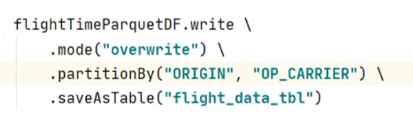 flightTimeParquetDF.write \
    .mode("overwrite") \
    .partitionBy("ORIGIN", "OP_CARRIER") \
    .saveAsTable("flight_data_tbl")